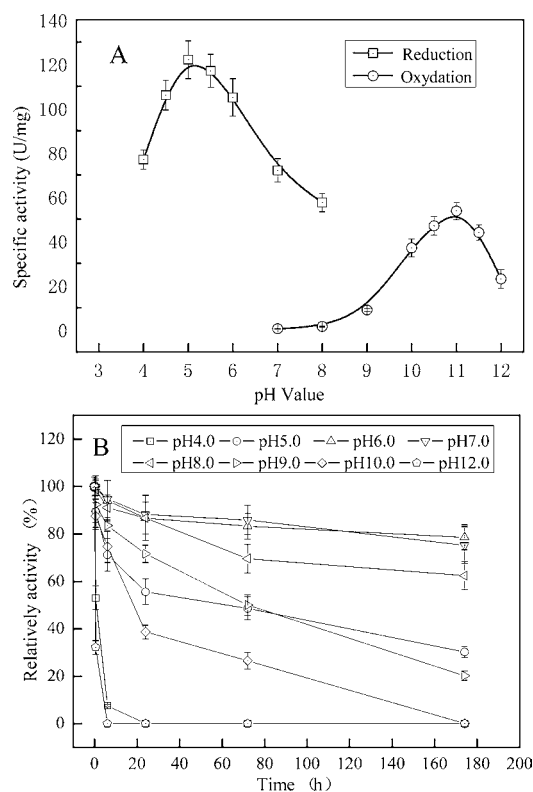 A
Reduction
Oxydation
140
120
100
80
60
40
20
0
Specific activity (U/mg)
3 4 5 6 7 8 9 10 11 12
pH Value
B
pH4.0 pH5.0 pH6.0 pH7.0
pH8.0 pH9.0 pH10.0 pH12.0
120
100
80
60
40
20
0
Relatively activity (%)
0 20 40 60 80 100 120 140 160 180 200
Time (h)